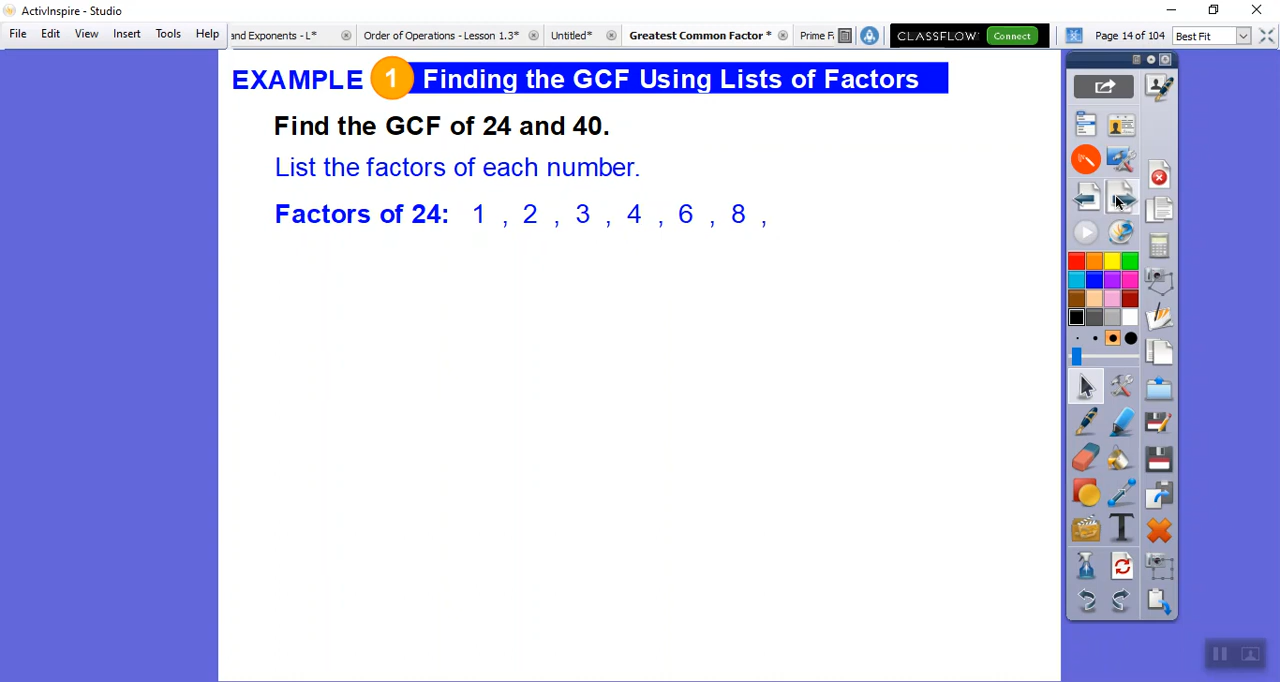 ActivInspire - Studio
File Edit View Insert Tools Help
and Exponents - L* Order of Operations - Lesson 1.3* Untitled* Greatest Common Factor * Prime F
CLASSFLOW Connect
Page 14 of 104 Best Fit
EXAMPLE 1 Finding the GCF Using Lists of Factors
Find the GCF of 24 and 40.
List the factors of each number.
Factors of 24: 1 , 2 , 3 , 4 , 6 , 8 ,
T